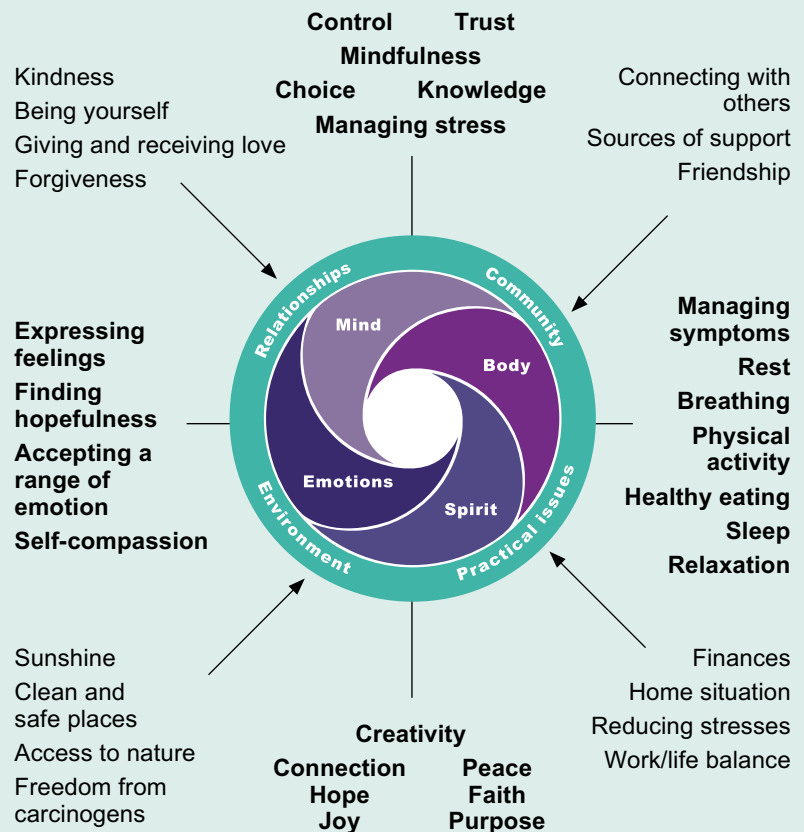 Control Trust
Mindfulness
Choice Knowledge
Managing stress
Kindness
Being yourself
Giving and receiving love
Forgiveness
Connecting with
others
Sources of support
Friendship
Relationships
Community
Mind
Body
Expressing
feelings
Finding
hopefulness
Accepting a
range of
emotion
Self-compassion
Managing
symptoms
Rest
Breathing
Physical
activity
Healthy eating
Sleep
Relaxation
Emotions
Spirit
Environment
Practical issues
Sunshine
Clean and
safe places
Access to nature
Freedom from
carcinogens
Creativity
Connection Peace
Hope Faith
Joy Purpose
Finances
Home situation
Reducing stresses
Work/life balance